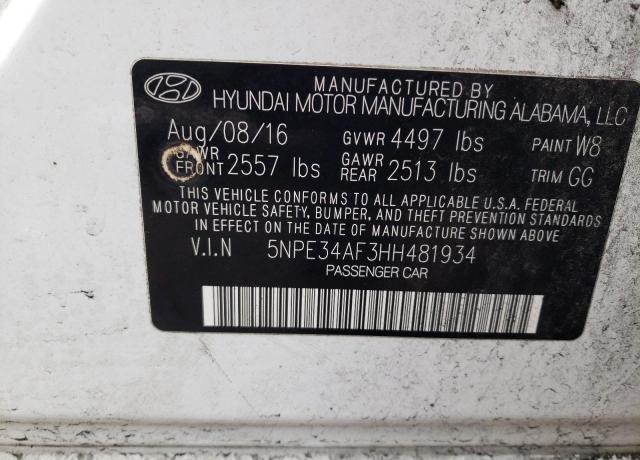 MANUFACTURED BY
HYUNDAI MOTOR MANUFACTURING ALABAMA, LLC
Aug/08/16 GVWR 4497 lbs PAINT W8
GAWR FRONT 2557 lbs GAWR REAR 2513 lbs TRIM GG
THIS VEHICLE CONFORMS TO ALL APPLICABLE U.S.A. FEDERAL
MOTOR VEHICLE SAFETY, BUMPER, AND THEFT PREVENTION STANDARDS
IN EFFECT ON THE DATE OF MANUFACTURE SHOWN ABOVE.
V.I.N 5NPE34AF3HH481934
PASSENGER CAR